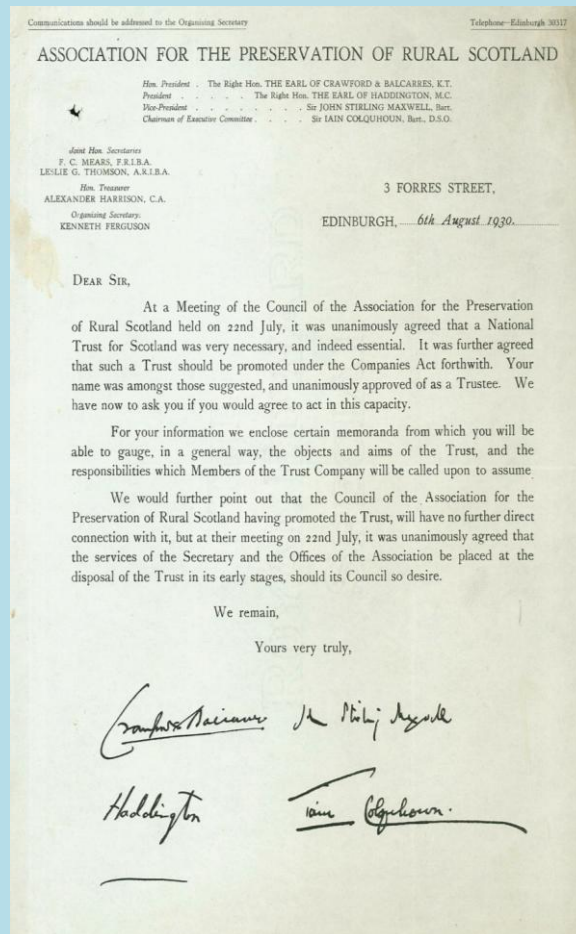 Communications should be addressed to the Organising Secretary
Telephone—Edinburgh 30317
ASSOCIATION FOR THE PRESERVATION OF RURAL SCOTLAND
Hon. President . The Right Hon. THE EARL OF CRAWFORD & BALCARRES, K.T.
President . . . . . The Right Hon. THE EARL OF HADDINGTON, M.C.
Vice-President . . . . . . . . Sir JOHN STIRLING MAXWELL, Bart.
Chairman of Executive Committee . . . . Sir IAIN COLQUHOUN, Bart., D.S.O.
Joint Hon. Secretaries
F. C. MEARS, F.R.I.B.A.
LESLIE G. THOMSON, A.R.I.B.A.
Hon. Treasurer
ALEXANDER HARRISON, C.A.
Organising Secretary.
KENNETH FERGUSON
3 FORRES STREET,
EDINBURGH, 6th August 1930.
DEAR SIR,
At a Meeting of the Council of the Association for the Preservation
of Rural Scotland held on 22nd July, it was unanimously agreed that a National
Trust for Scotland was very necessary, and indeed essential. It was further agreed
that such a Trust should be promoted under the Companies Act forthwith. Your
name was amongst those suggested, and unanimously approved of as a Trustee. We
have now to ask you if you would agree to act in this capacity.
For your information we enclose certain memoranda from which you will be
able to gauge, in a general way, the objects and aims of the Trust, and the
responsibilities which Members of the Trust Company will be called upon to assume
We would further point out that the Council of the Association for the
Preservation of Rural Scotland having promoted the Trust, will have no further direct
connection with it, but at their meeting on 22nd July, it was unanimously agreed that
the services of the Secretary and the Offices of the Association be placed at the
disposal of the Trust in its early stages, should its Council so desire.
We remain,
Yours very truly,
Crawford & Balcarres
John Stirling Maxwell
Haddington
Iain Colquhoun.